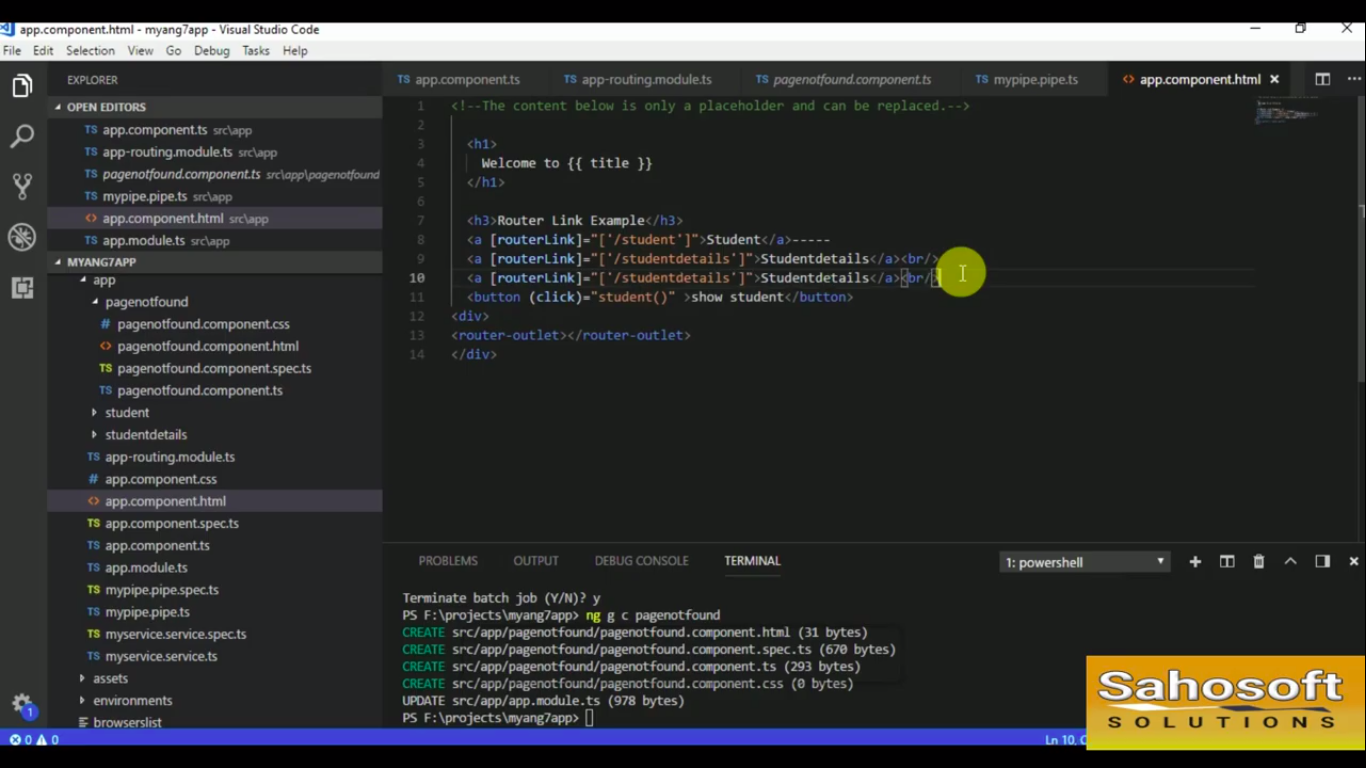 app.component.html - myang7app - Visual Studio Code
File Edit Selection View Go Debug Tasks Help
EXPLORER
OPEN EDITORS
TS app.component.ts src\app
TS app-routing.module.ts src\app
TS pagenotfound.component.ts src\app\pagenotfound
TS mypipe.pipe.ts src\app
<> app.component.html src\app
TS app.module.ts src\app
MYANG7APP
app
pagenotfound
# pagenotfound.component.css
<> pagenotfound.component.html
TS pagenotfound.component.spec.ts
TS pagenotfound.component.ts
student
studentdetails
TS app-routing.module.ts
# app.component.css
<> app.component.html
TS app.component.spec.ts
TS app.component.ts
TS app.module.ts
TS mypipe.pipe.spec.ts
TS mypipe.pipe.ts
TS myservice.service.spec.ts
TS myservice.service.ts
assets
environments
browserslist
1
TS app.component.ts TS app-routing.module.ts TS pagenotfound.component.ts TS mypipe.pipe.ts <> app.component.html
1 <!--The content below is only a placeholder and can be replaced.-->
2
3 <h1>
4 Welcome to {{ title }}
5 </h1>
6
7 <h3>Router Link Example</h3>
8 <a [routerLink]="['/student']">Student</a>-----
9 <a [routerLink]="['/studentdetails']">Studentdetails</a><br/>
10 <a [routerLink]="['/studentdetails']">Studentdetails</a><br/>
11 <button (click)="student()" >show student</button>
12 <div>
13 <router-outlet></router-outlet>
14 </div>
PROBLEMS OUTPUT DEBUG CONSOLE TERMINAL 1: powershell
Terminate batch job (Y/N)? y
PS F:\projects\myang7app> ng g c pagenotfound
CREATE src/app/pagenotfound/pagenotfound.component.html (31 bytes)
CREATE src/app/pagenotfound/pagenotfound.component.spec.ts (670 bytes)
CREATE src/app/pagenotfound/pagenotfound.component.ts (293 bytes)
CREATE src/app/pagenotfound/pagenotfound.component.css (0 bytes)
UPDATE src/app/app.module.ts (978 bytes)
PS F:\projects\myang7app>
0 0 Ln 10,
Sahosoft
SOLUTIONS